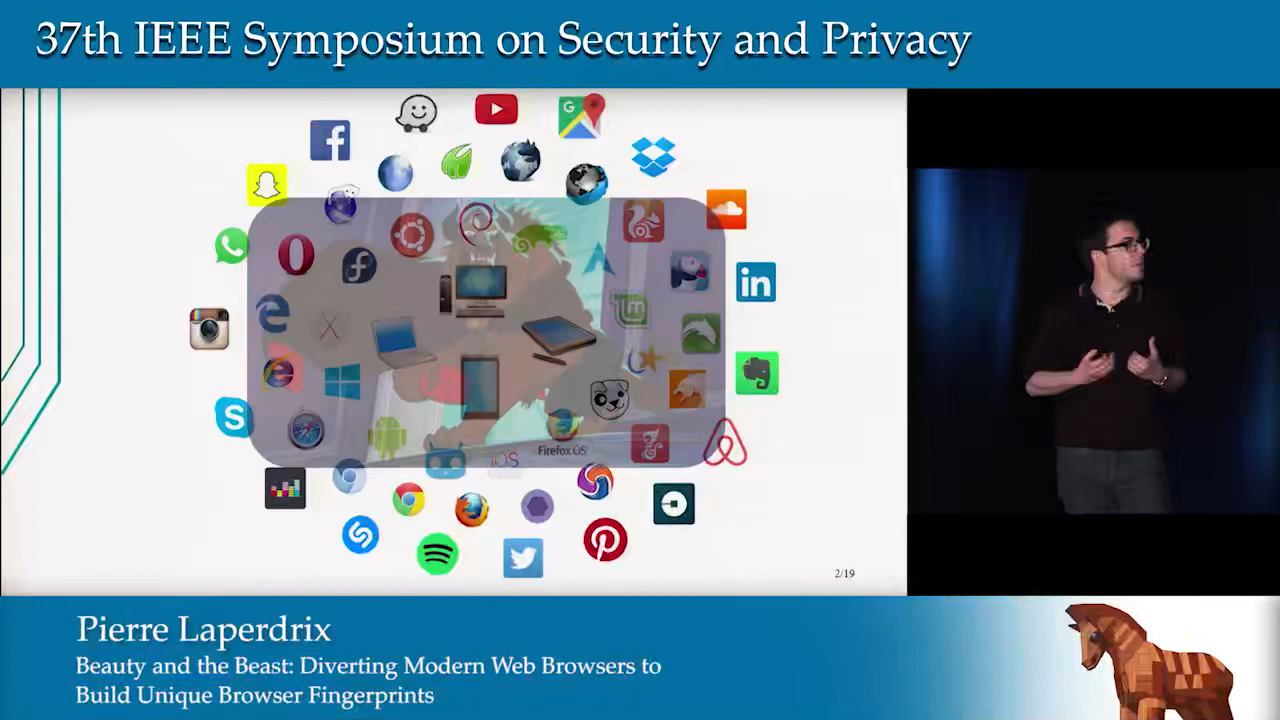 37th IEEE Symposium on Security and Privacy
in
Firefox OS
iOS
2/19
Pierre Laperdrix
Beauty and the Beast: Diverting Modern Web Browsers to
Build Unique Browser Fingerprints